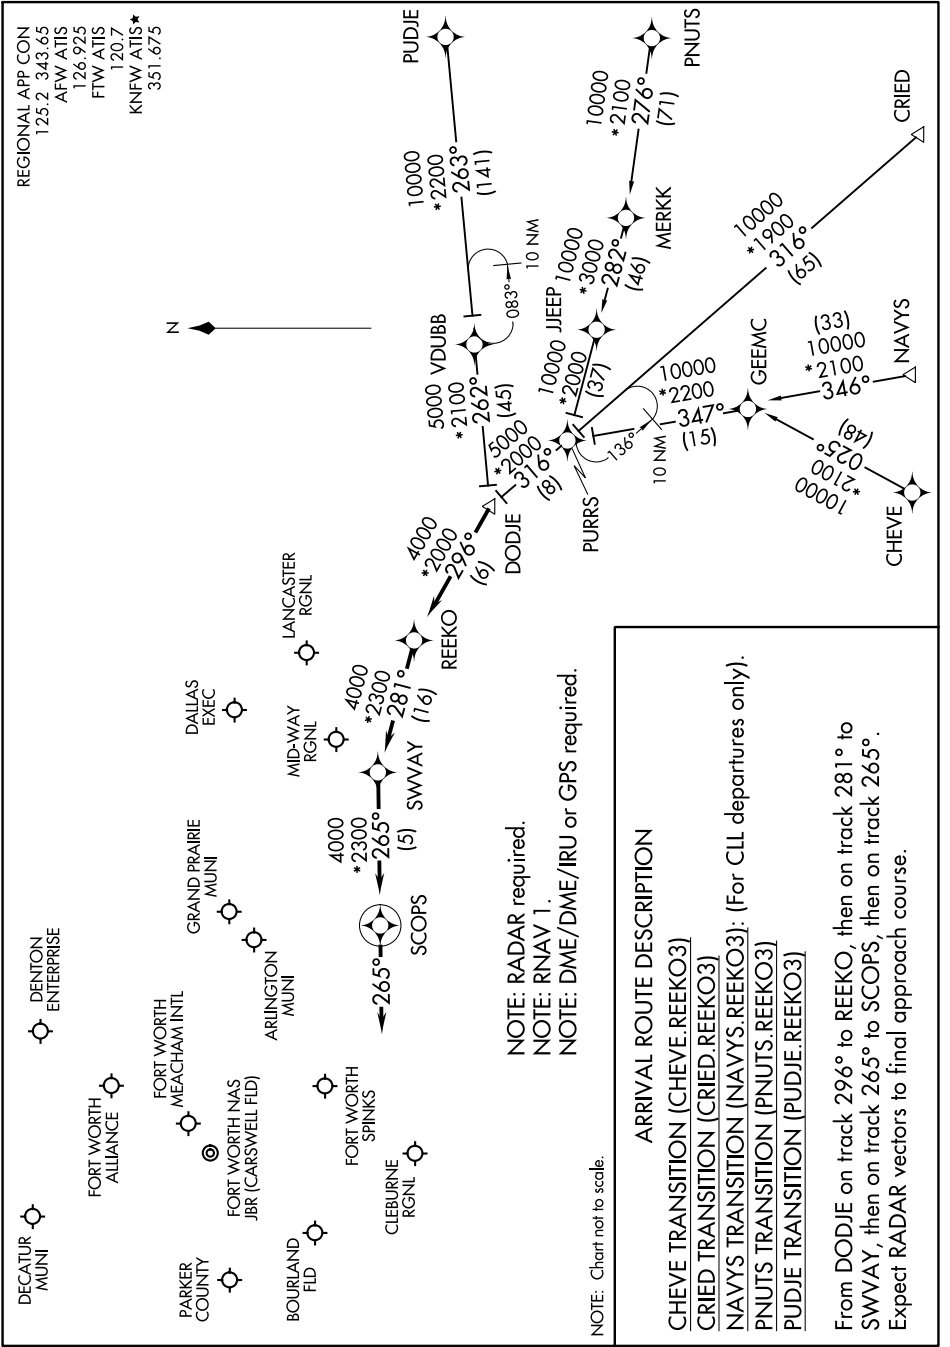 REGIONAL APP CON
125.2 343.65
AFW ATIS
126.925
FTW ATIS
120.7
KNFW ATIS★
351.675
DECATUR
MUNI
DENTON
ENTERPRISE
FORT WORTH
ALLIANCE
FORT WORTH
MEACHAM INTL
FORT WORTH NAS
JBR (CARSWELL FLD)
PARKER
COUNTY
BOURLAND
FLD
FORT WORTH
SPINKS
CLEBURNE
RGNL
GRAND PRAIRIE
MUNI
ARLINGTON
MUNI
DALLAS
EXEC
MID-WAY
RGNL
LANCASTER
RGNL
N
PUDJE
10000
*2200
263°
(141)
083°
10 NM
VDUBB
5000
*2100
262°
(45)
PNUTS
10000
*2100
276°
(71)
MERKK
10000
*3000
282°
(46)
JJEEP
10000
*2000
(37)
CRIED
10000
*1900
316°
(65)
NAVYS
(33)
10000
*2100
346°
GEEMC
10000
*2200
347°
(15)
CHEVE
10000
*2100
025°
(48)
136°
10 NM
PURRS
5000
*2000
316°
(8)
DODJE
4000
*2000
296°
(6)
REEKO
4000
*2300
281°
(16)
SWVAY
4000
*2300
265°
(5)
SCOPS
265°
NOTE: RADAR required.
NOTE: RNAV 1.
NOTE: DME/DME/IRU or GPS required.
NOTE: Chart not to scale.
ARRIVAL ROUTE DESCRIPTION
CHEVE TRANSITION (CHEVE.REEKO3)
CRIED TRANSITION (CRIED.REEKO3)
NAVYS TRANSITION (NAVYS.REEKO3): (For CLL departures only).
PNUTS TRANSITION (PNUTS.REEKO3)
PUDJE TRANSITION (PUDJE.REEKO3)
From DODJE on track 296° to REEKO, then on track 281° to
SWVAY, then on track 265° to SCOPS, then on track 265°.
Expect RADAR vectors to final approach course.